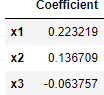 Coefficient
x1 0.223219
x2 0.136709
x3 -0.063757